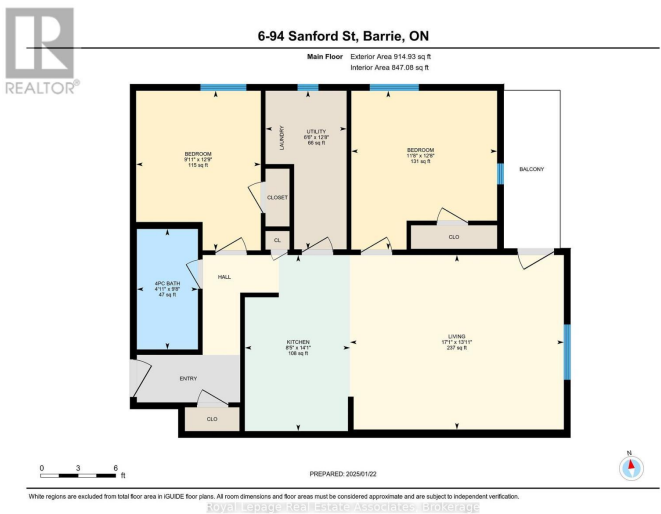 6-94 Sanford St, Barrie, ON
Main Floor Exterior Area 914.93 sq ft
Interior Area 847.08 sq ft
REALTOR®
BEDROOM
9'11" x 12'8"
115 sq ft
LAUNDRY
UTILITY
6'6" x 12'8"
66 sq ft
BEDROOM
11'8" x 12'8"
131 sq ft
BALCONY
CLOSET
CL
CLO
4PC BATH
4'11" x 9'8"
47 sq ft
HALL
KITCHEN
8'5" x 14'1"
108 sq ft
LIVING
17'1" x 13'11"
237 sq ft
ENTRY
CLO
0 3 6
ft
PREPARED: 2025/01/22
N
White regions are excluded from total floor area in iGUIDE floor plans. All room dimensions and floor areas must be considered approximate and are subject to independent verification.
Royal Lepage Real Estate Associates, Brokerage